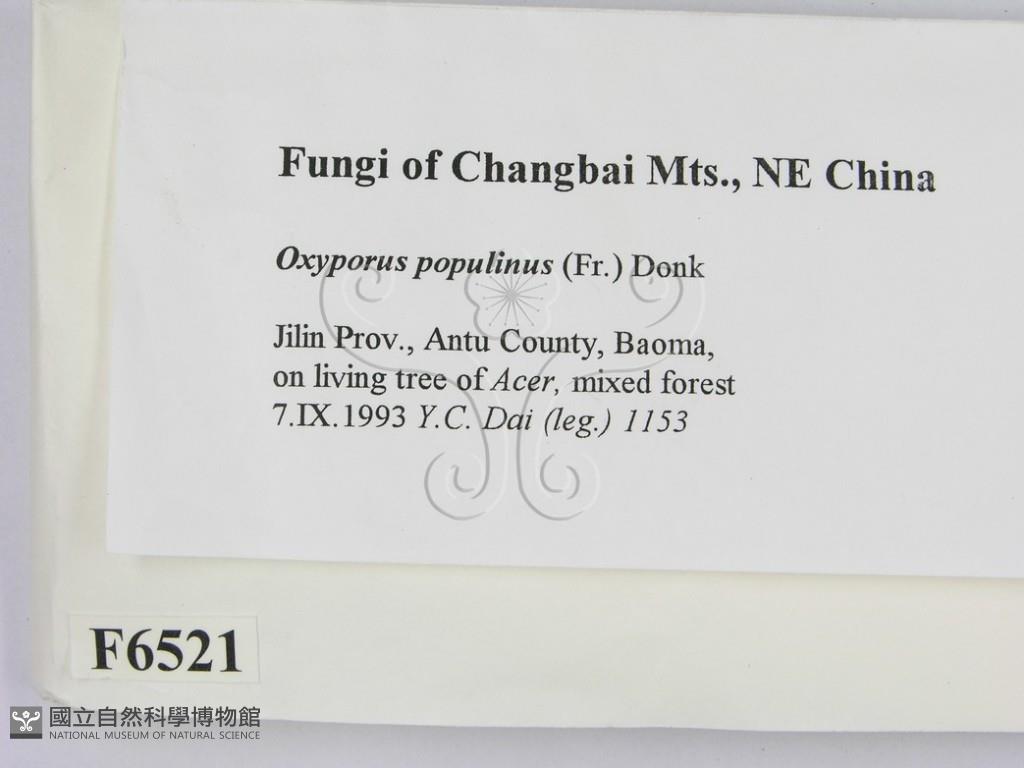 Fungi of Changbai Mts., NE China
Oxyporus populinus (Fr.) Donk
Jilin Prov., Antu County, Baoma,
on living tree of Acer, mixed forest
7.IX.1993 Y.C. Dai (leg.) 1153
F6521
國立自然科學博物館
NATIONAL MUSEUM OF NATURAL SCIENCE